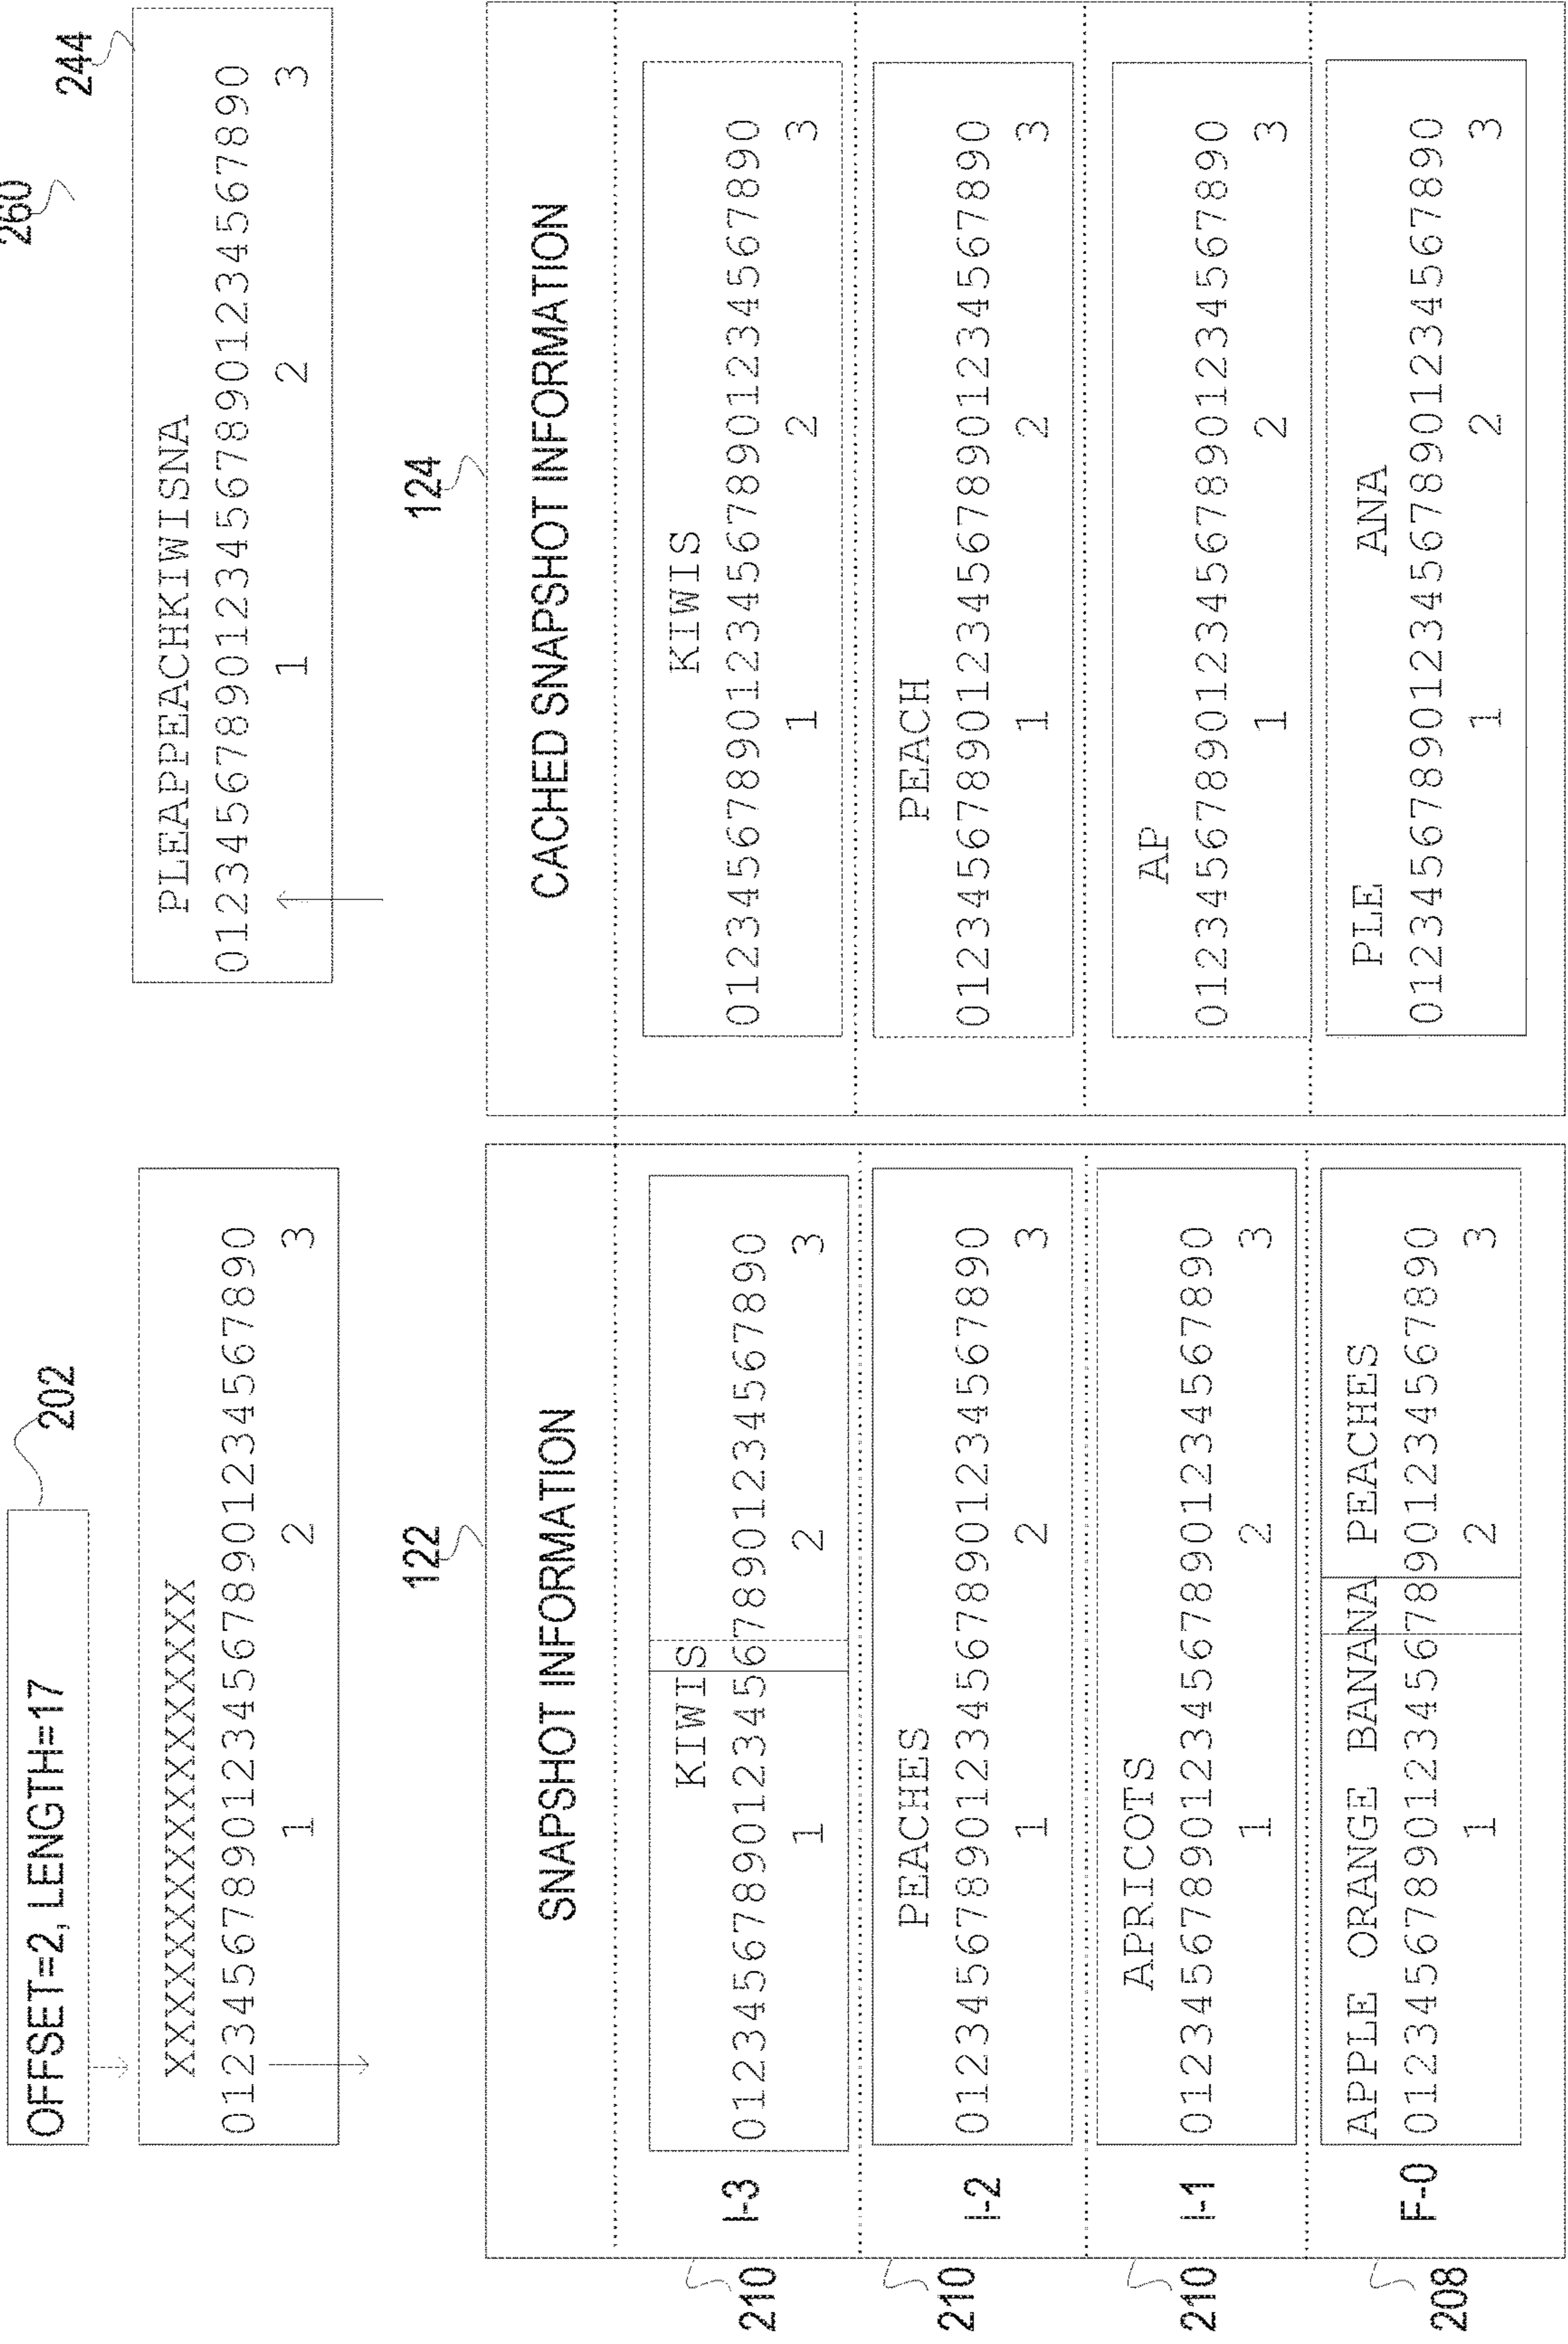 260
OFFSET=2, LENGTH=17
202
XXXXXXXXXXXXXXXXX
0123456789012345678901234567890
1 2 3
244
PLEAPPEACHKIWISNA
0123456789012345678901234567890
1 2 3
122
SNAPSHOT INFORMATION
210
I-3
KIWIS
0123456789012345678901234567890
1 2 3
210
I-2
PEACHES
0123456789012345678901234567890
1 2 3
210
I-1
APRICOTS
0123456789012345678901234567890
1 2 3
208
F-0
APPLE ORANGE BANANA PEACHES
0123456789012345678901234567890
1 2 3
124
CACHED SNAPSHOT INFORMATION
KIWIS
0123456789012345678901234567890
1 2 3
PEACH
0123456789012345678901234567890
1 2 3
AP
0123456789012345678901234567890
1 2 3
PLE ANA
0123456789012345678901234567890
1 2 3